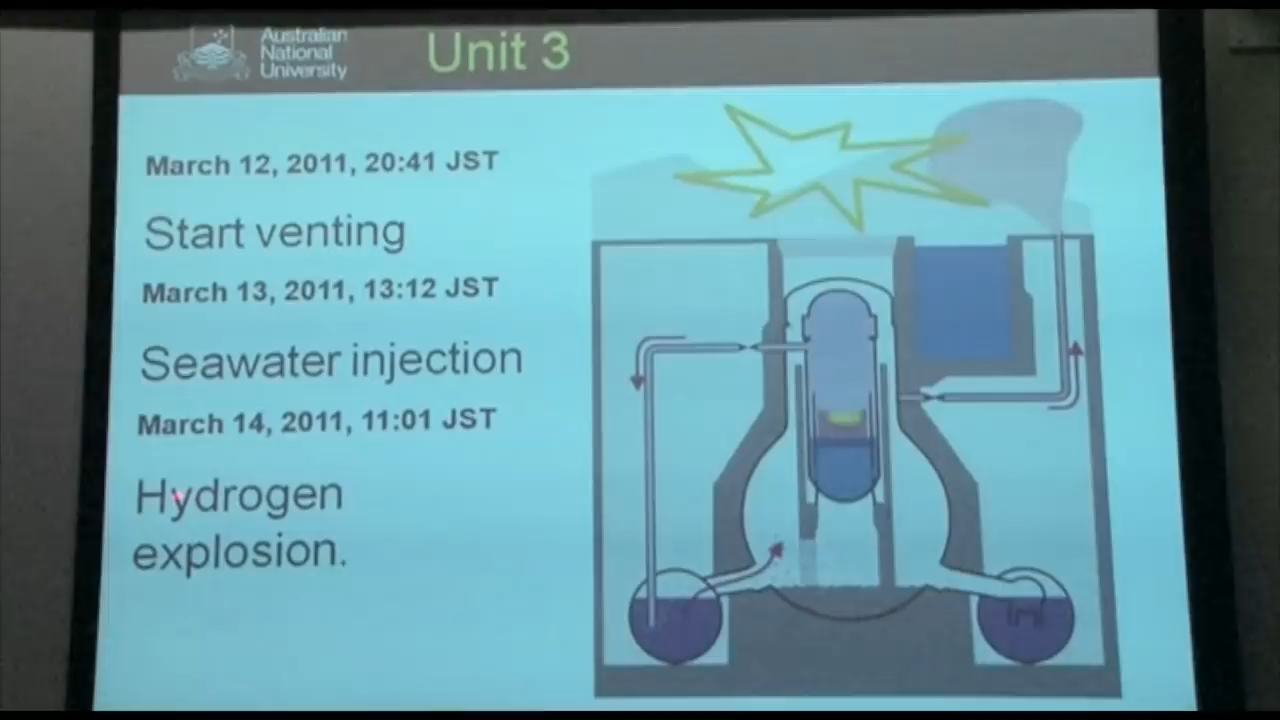 Australian
National
University
Unit 3
March 12, 2011, 20:41 JST
Start venting
March 13, 2011, 13:12 JST
Seawater injection
March 14, 2011, 11:01 JST
Hydrogen
explosion.